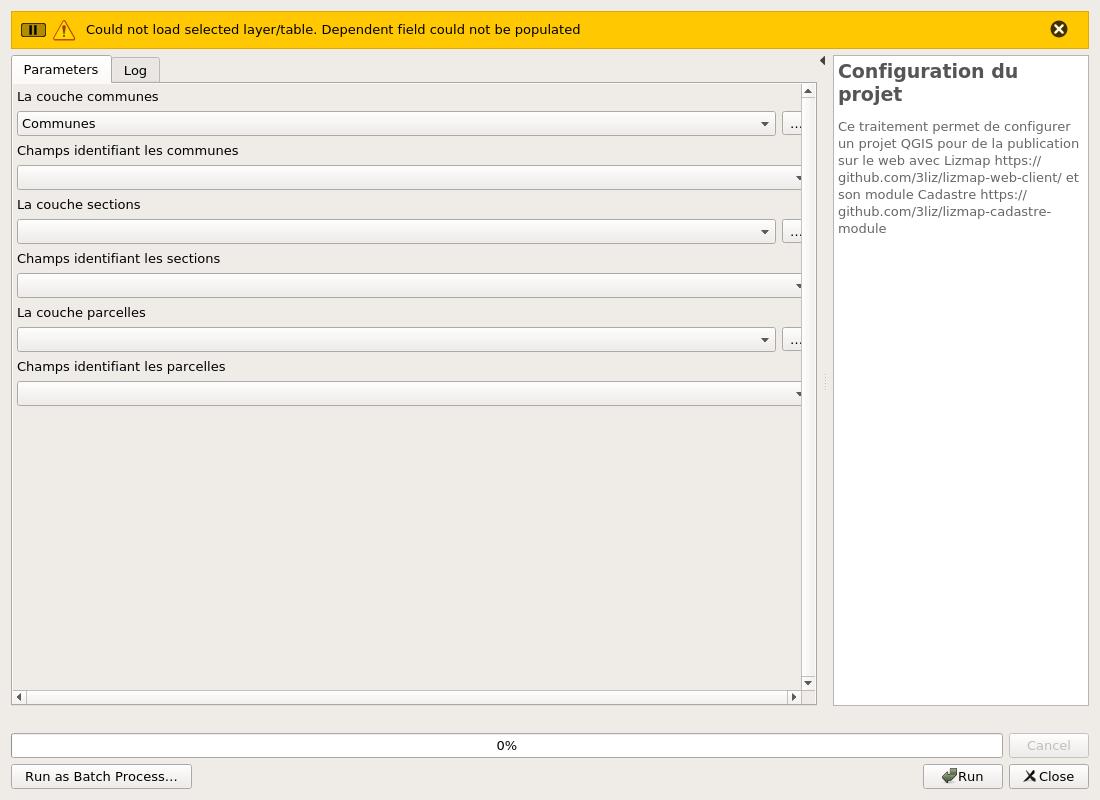 Could not load selected layer/table. Dependent field could not be populated
Parameters
Log
La couche communes
Communes
...
Champs identifiant les communes
La couche sections
...
Champs identifiant les sections
La couche parcelles
...
Champs identifiant les parcelles
Configuration du
projet
Ce traitement permet de configurer
un projet QGIS pour de la publication
sur le web avec Lizmap https://
github.com/3liz/lizmap-web-client/ et
son module Cadastre https://
github.com/3liz/lizmap-cadastre-
module
0%
Cancel
Run as Batch Process...
Run
Close